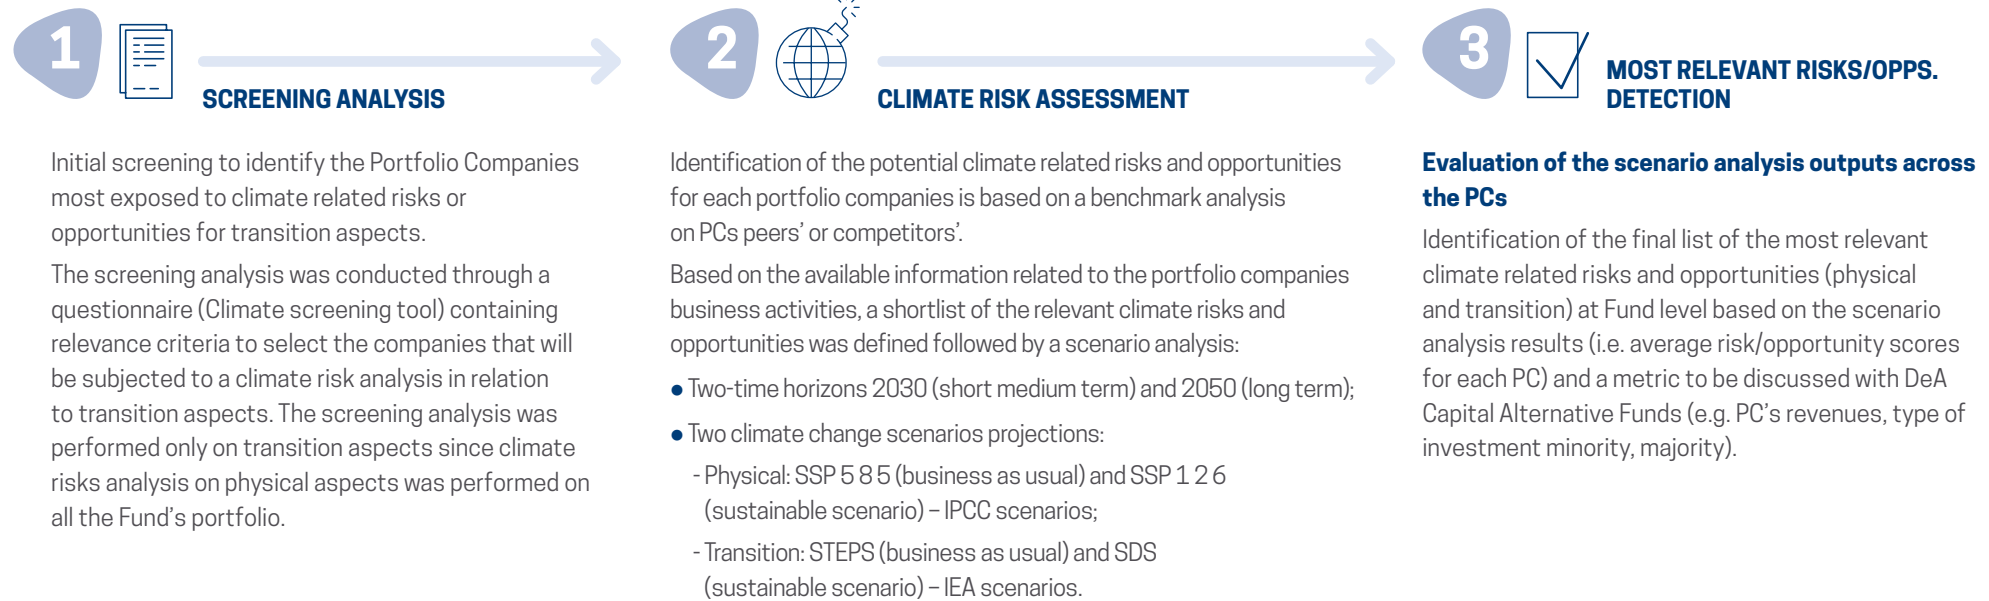 1
SCREENING ANALYSIS
Initial screening to identify the Portfolio Companies
most exposed to climate related risks or
opportunities for transition aspects.
The screening analysis was conducted through a
questionnaire (Climate screening tool) containing
relevance criteria to select the companies that will
be subjected to a climate risk analysis in relation
to transition aspects. The screening analysis was
performed only on transition aspects since climate
risks analysis on physical aspects was performed on
all the Fund's portfolio.
2
CLIMATE RISK ASSESSMENT
Identification of the potential climate related risks and opportunities
for each portfolio companies is based on a benchmark analysis
on PCs peers' or competitors'.
Based on the available information related to the portfolio companies
business activities, a shortlist of the relevant climate risks and
opportunities was defined followed by a scenario analysis:
● Two-time horizons 2030 (short medium term) and 2050 (long term);
● Two climate change scenarios projections:
- Physical: SSP 5 8 5 (business as usual) and SSP 1 2 6
(sustainable scenario) – IPCC scenarios;
- Transition: STEPS (business as usual) and SDS
(sustainable scenario) – IEA scenarios.
3
MOST RELEVANT RISKS/OPPS.
DETECTION
Evaluation of the scenario analysis outputs across
the PCs
Identification of the final list of the most relevant
climate related risks and opportunities (physical
and transition) at Fund level based on the scenario
analysis results (i.e. average risk/opportunity scores
for each PC) and a metric to be discussed with DeA
Capital Alternative Funds (e.g. PC's revenues, type of
investment minority, majority).